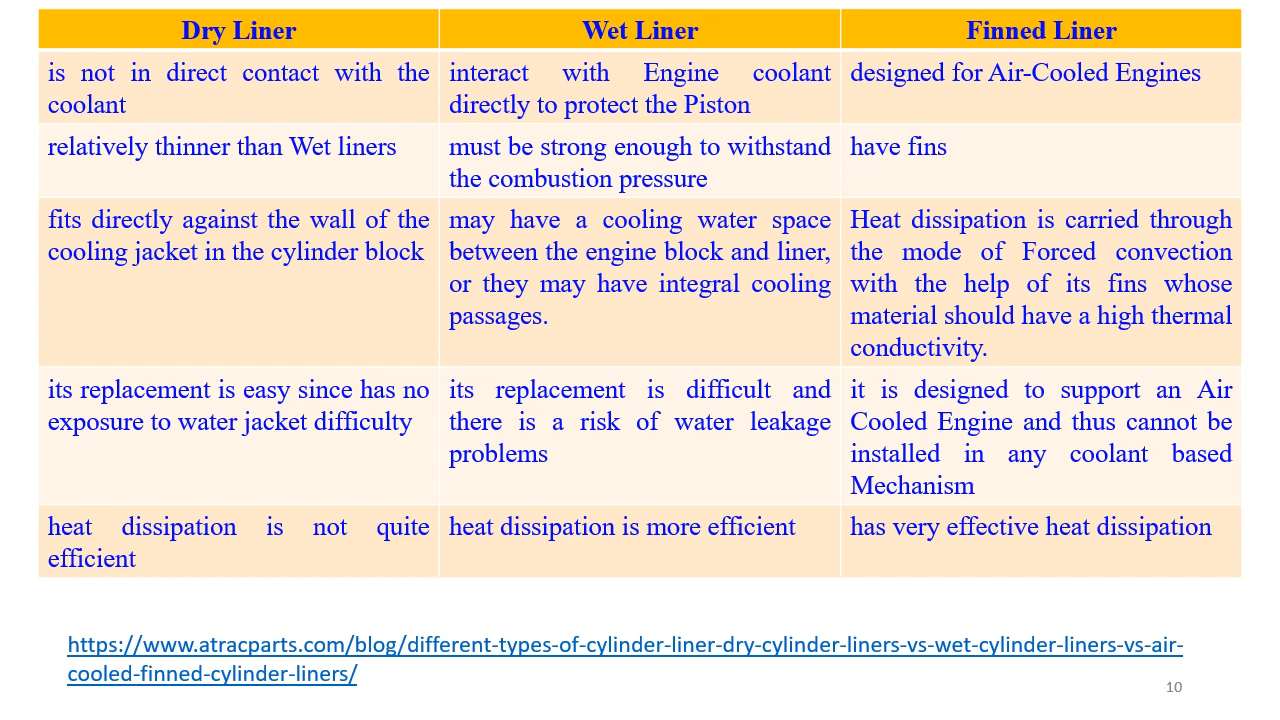 Dry Liner
Wet Liner
Finned Liner
is not in direct contact with the
coolant
interact with Engine coolant
directly to protect the Piston
designed for Air-Cooled Engines
relatively thinner than Wet liners
must be strong enough to withstand
the combustion pressure
have fins
fits directly against the wall of the
cooling jacket in the cylinder block
may have a cooling water space
between the engine block and liner,
or they may have integral cooling
passages.
Heat dissipation is carried through
the mode of Forced convection
with the help of its fins whose
material should have a high thermal
conductivity.
its replacement is easy since has no
exposure to water jacket difficulty
its replacement is difficult and
there is a risk of water leakage
problems
it is designed to support an Air
Cooled Engine and thus cannot be
installed in any coolant based
Mechanism
heat dissipation is not quite
efficient
heat dissipation is more efficient
has very effective heat dissipation
https://www.atracparts.com/blog/different-types-of-cylinder-liner-dry-cylinder-liners-vs-wet-cylinder-liners-vs-air-
cooled-finned-cylinder-liners/
10